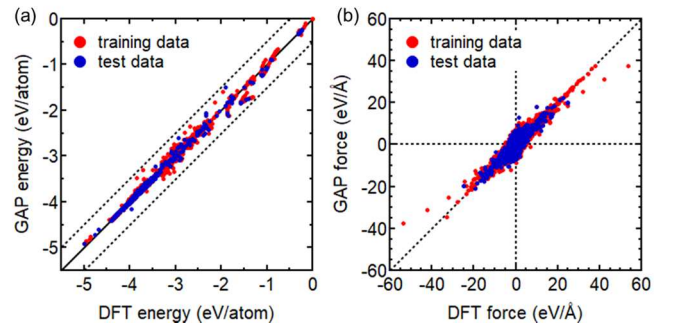 (a)
GAP energy (eV/atom)
0
-1
-2
-3
-4
-5
training data
test data
-5
-4
-3
-2
-1
0
DFT energy (eV/atom)
(b)
GAP force (eV/Å)
60
40
20
0
-20
-40
-60
training data
test data
-60
-40
-20
0
20
40
60
DFT force (eV/Å)